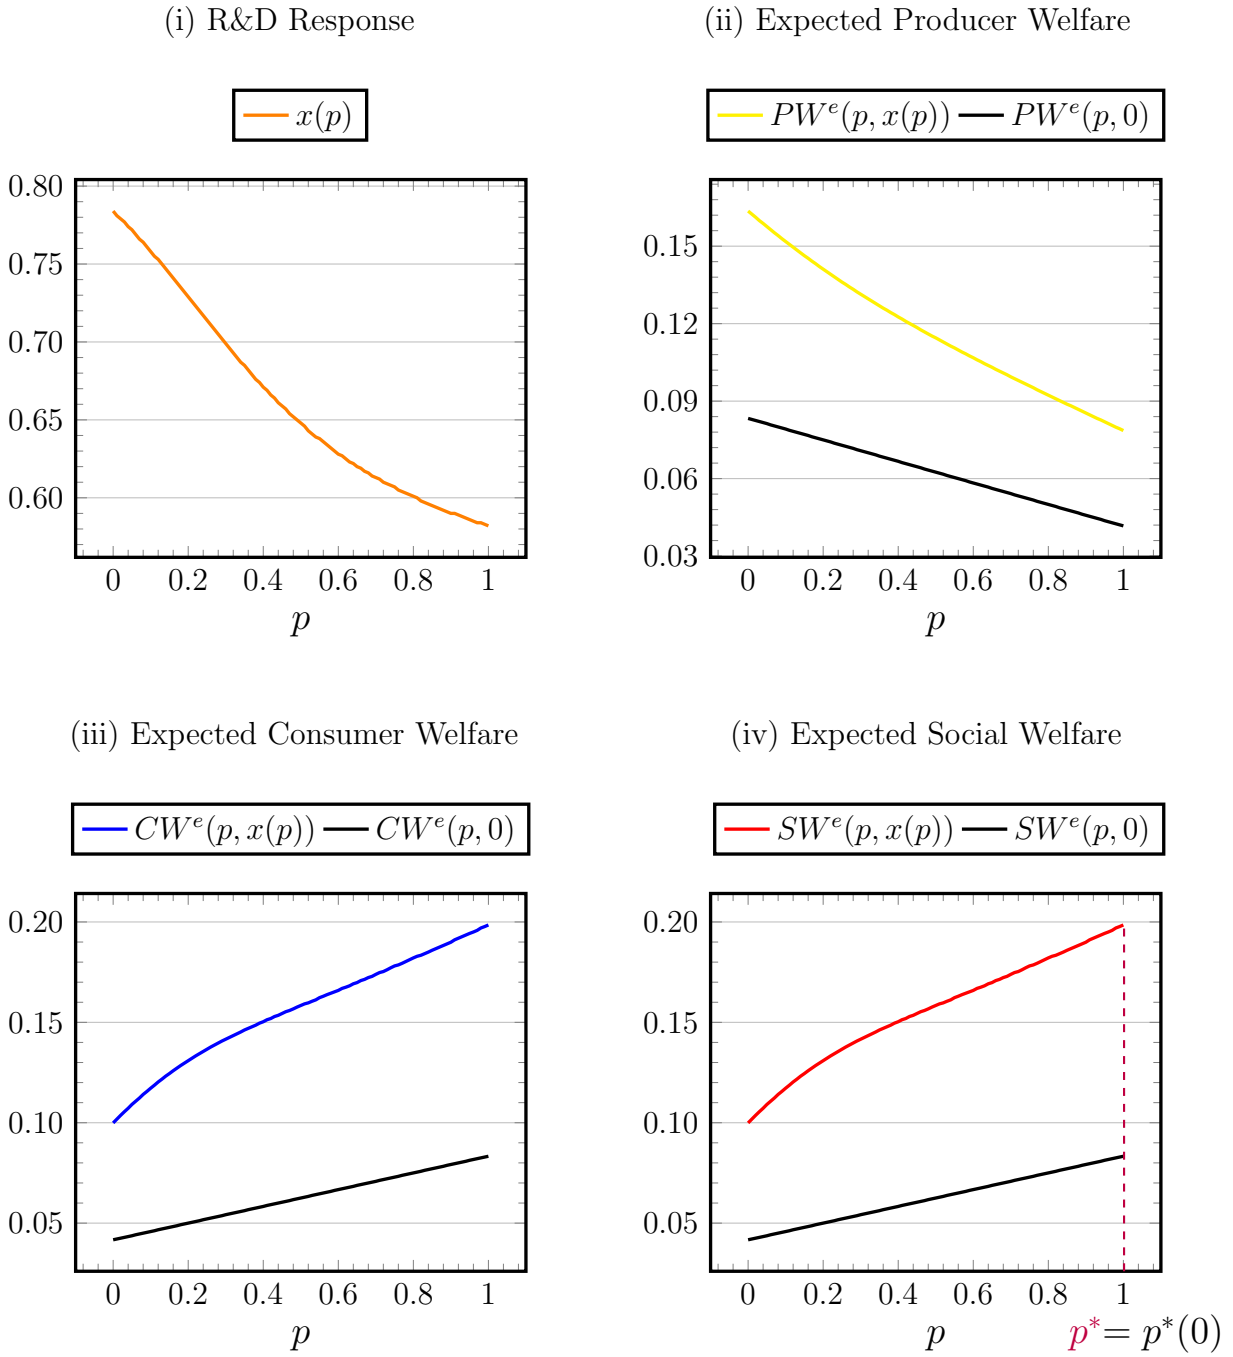 (i) R&D Response
x(p)
0.80
0.75
0.70
0.65
0.60
0 0.2 0.4 0.6 0.8 1
p
(ii) Expected Producer Welfare
PWᵉ(p, x(p)) PWᵉ(p, 0)
0.15
0.12
0.09
0.06
0.03
0 0.2 0.4 0.6 0.8 1
p
(iii) Expected Consumer Welfare
CWᵉ(p, x(p)) CWᵉ(p, 0)
0.20
0.15
0.10
0.05
0 0.2 0.4 0.6 0.8 1
p
(iv) Expected Social Welfare
SWᵉ(p, x(p)) SWᵉ(p, 0)
0.20
0.15
0.10
0.05
0 0.2 0.4 0.6 0.8 1
p p*= p*(0)